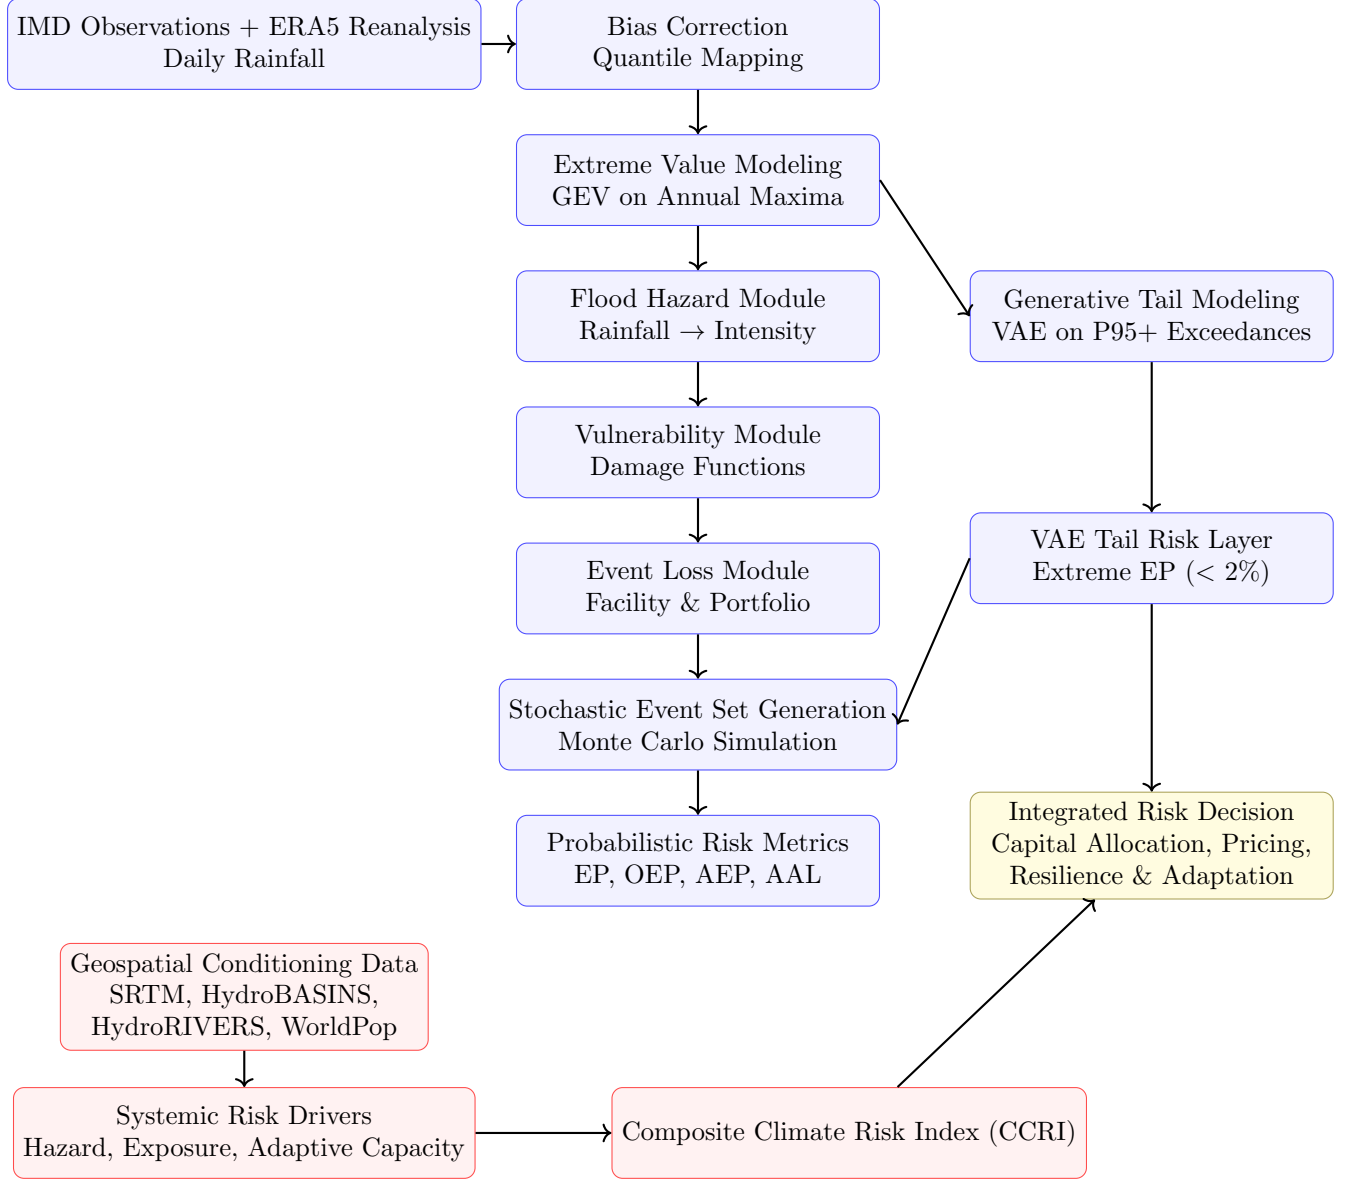 IMD Observations + ERA5 Reanalysis
Daily Rainfall
Bias Correction
Quantile Mapping
Extreme Value Modeling
GEV on Annual Maxima
Flood Hazard Module
Rainfall → Intensity
Generative Tail Modeling
VAE on P95+ Exceedances
Vulnerability Module
Damage Functions
Event Loss Module
Facility & Portfolio
VAE Tail Risk Layer
Extreme EP (< 2%)
Stochastic Event Set Generation
Monte Carlo Simulation
Probabilistic Risk Metrics
EP, OEP, AEP, AAL
Integrated Risk Decision
Capital Allocation, Pricing,
Resilience & Adaptation
Geospatial Conditioning Data
SRTM, HydroBASINS,
HydroRIVERS, WorldPop
Systemic Risk Drivers
Hazard, Exposure, Adaptive Capacity
Composite Climate Risk Index (CCRI)